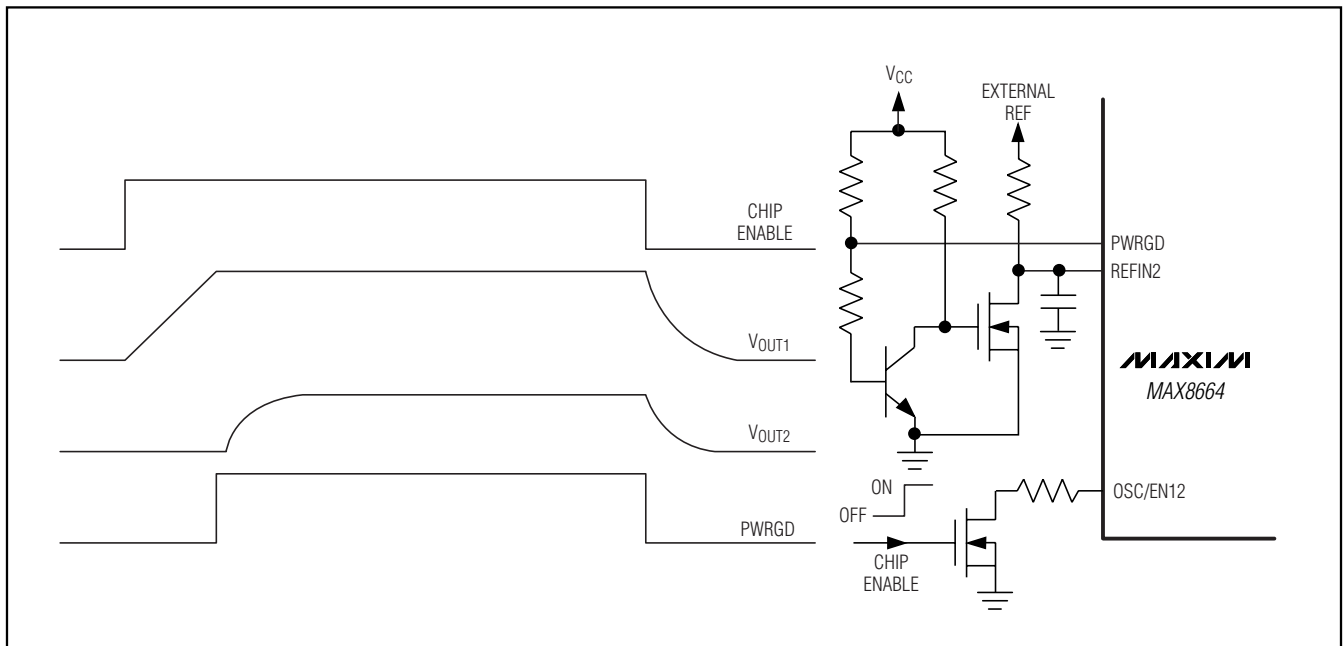 CHIP
ENABLE
VOUT1
VOUT2
PWRGD
VCC
EXTERNAL
REF
PWRGD
REFIN2
MAXIM
MAX8664
ON
OFF
OSC/EN12
CHIP
ENABLE